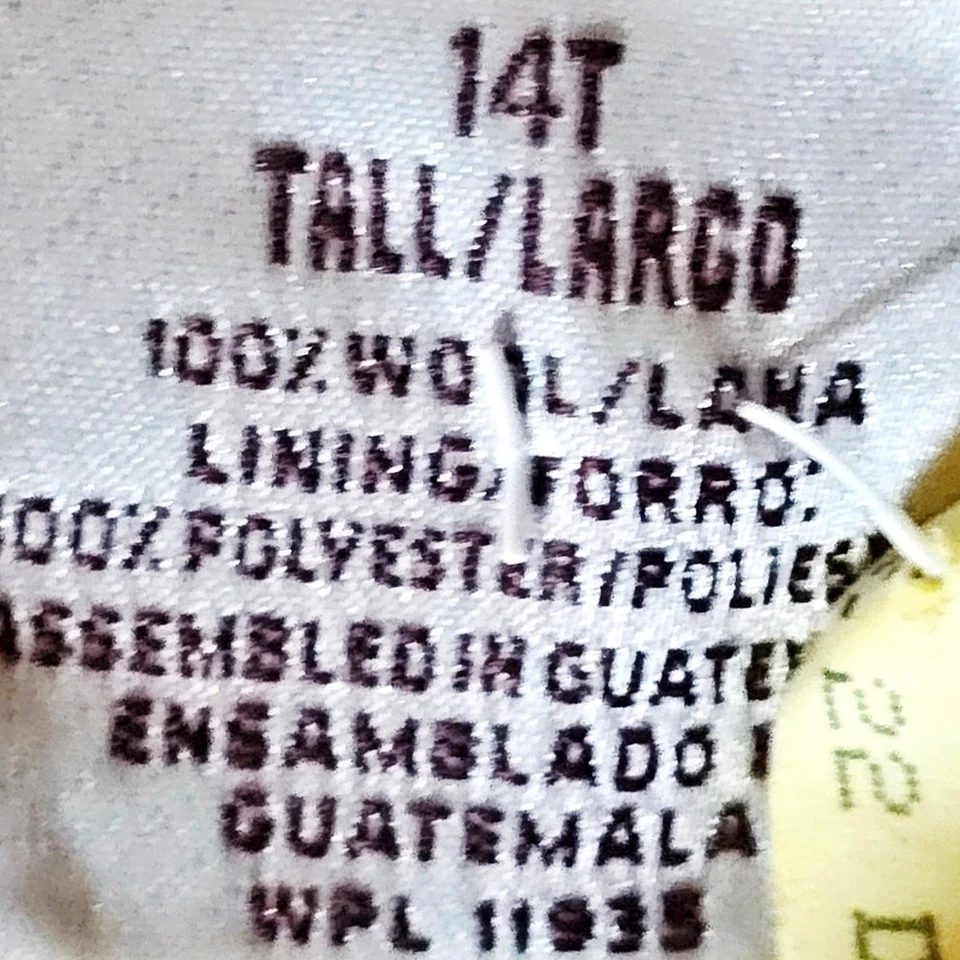 14T
TALL/LARGO
100% WOOL/LANA
LINING/FORRO:
100% POLYESTER/POLIES
ASSEMBLED IN GUATE
ENSAMBLADO
GUATEMALA
WPL 11935